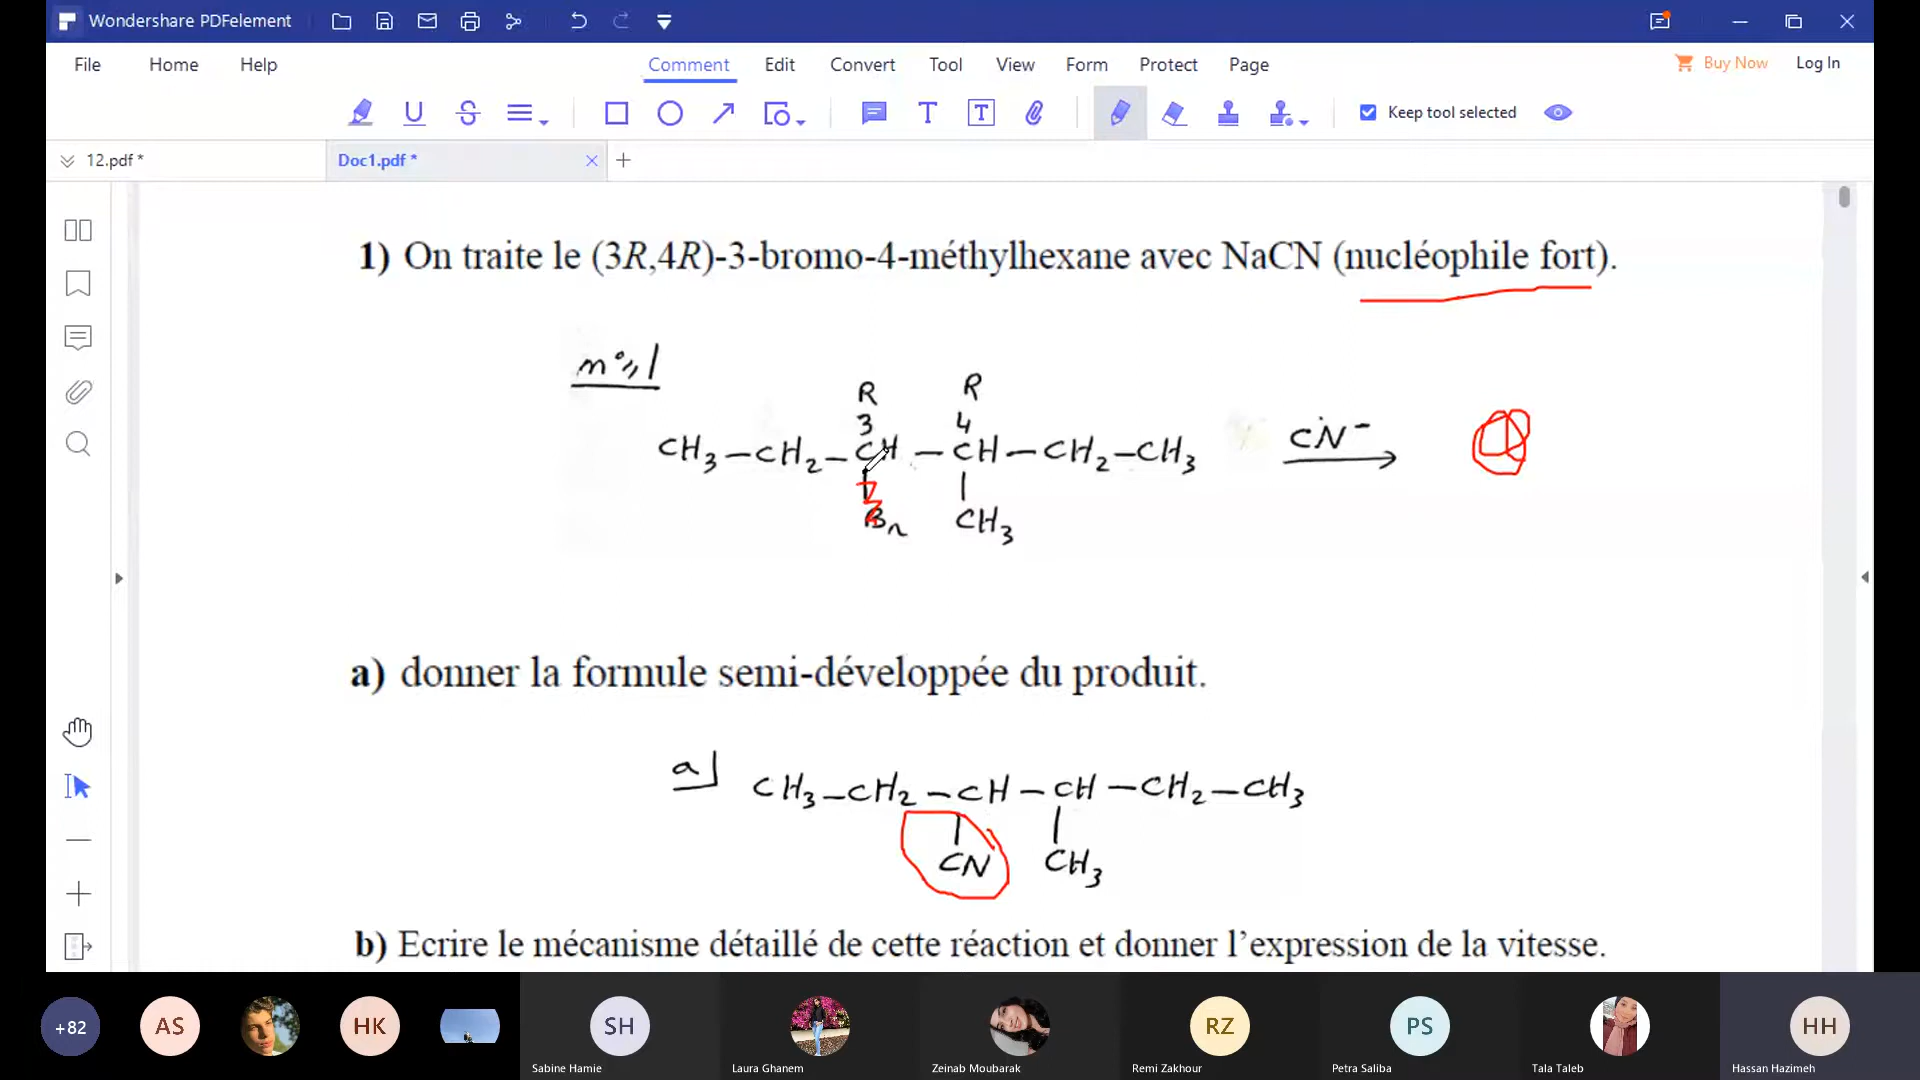 Wondershare PDFelement
File Home Help Comment Edit Convert Tool View Form Protect Page Buy Now Log In
Keep tool selected
12.pdf * Doc1.pdf *
1) On traite le (3R,4R)-3-bromo-4-méthylhexane avec NaCN (nucléophile fort).
R R
3 4
CH3 – CH2 – CH – CH – CH2 – CH3 CN⁻
Br CH3
a) donner la formule semi-développée du produit.
a) CH3 – CH2 – CH – CH – CH2 – CH3
CN CH3
b) Ecrire le mécanisme détaillé de cette réaction et donner l’expression de la vitesse.
+82 AS HK SH RZ PS HH
Sabine Hamie Laura Ghanem Zeinab Moubarak Remi Zakhour Petra Saliba Tala Taleb Hassan Hazimeh